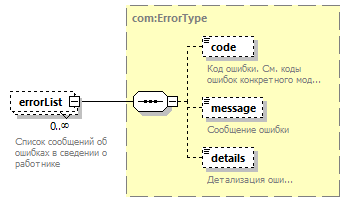 com:ErrorType
code
Код ошибки. См. коды
ошибок конкретного мод...
errorList
0..∞
Список сообщений об
ошибках в сведении о
работнике
message
Сообщение ошибки
details
Детализация оши...